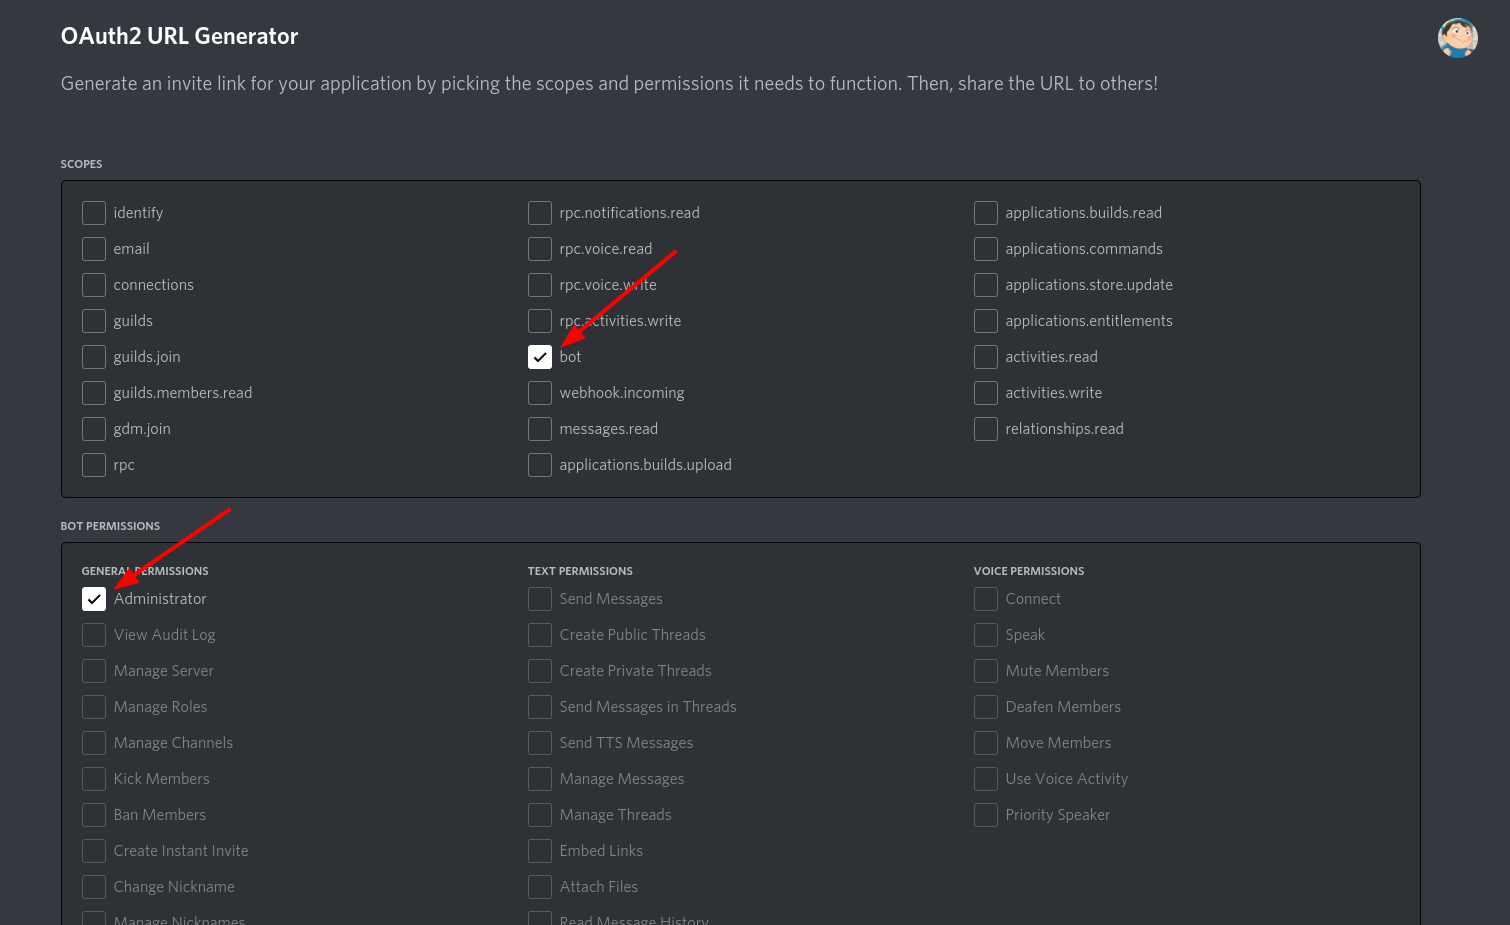 OAuth2 URL Generator
Generate an invite link for your application by picking the scopes and permissions it needs to function. Then, share the URL to others!
SCOPES
identify
email
connections
guilds
guilds.join
guilds.members.read
gdm.join
rpc
rpc.notifications.read
rpc.voice.read
rpc.voice.write
rpc.activities.write
bot
webhook.incoming
messages.read
applications.builds.upload
applications.builds.read
applications.commands
applications.store.update
applications.entitlements
activities.read
activities.write
relationships.read
BOT PERMISSIONS
GENERAL PERMISSIONS
Administrator
View Audit Log
Manage Server
Manage Roles
Manage Channels
Kick Members
Ban Members
Create Instant Invite
Change Nickname
Manage Nicknames
TEXT PERMISSIONS
Send Messages
Create Public Threads
Create Private Threads
Send Messages in Threads
Send TTS Messages
Manage Messages
Manage Threads
Embed Links
Attach Files
Read Message History
VOICE PERMISSIONS
Connect
Speak
Mute Members
Deafen Members
Move Members
Use Voice Activity
Priority Speaker